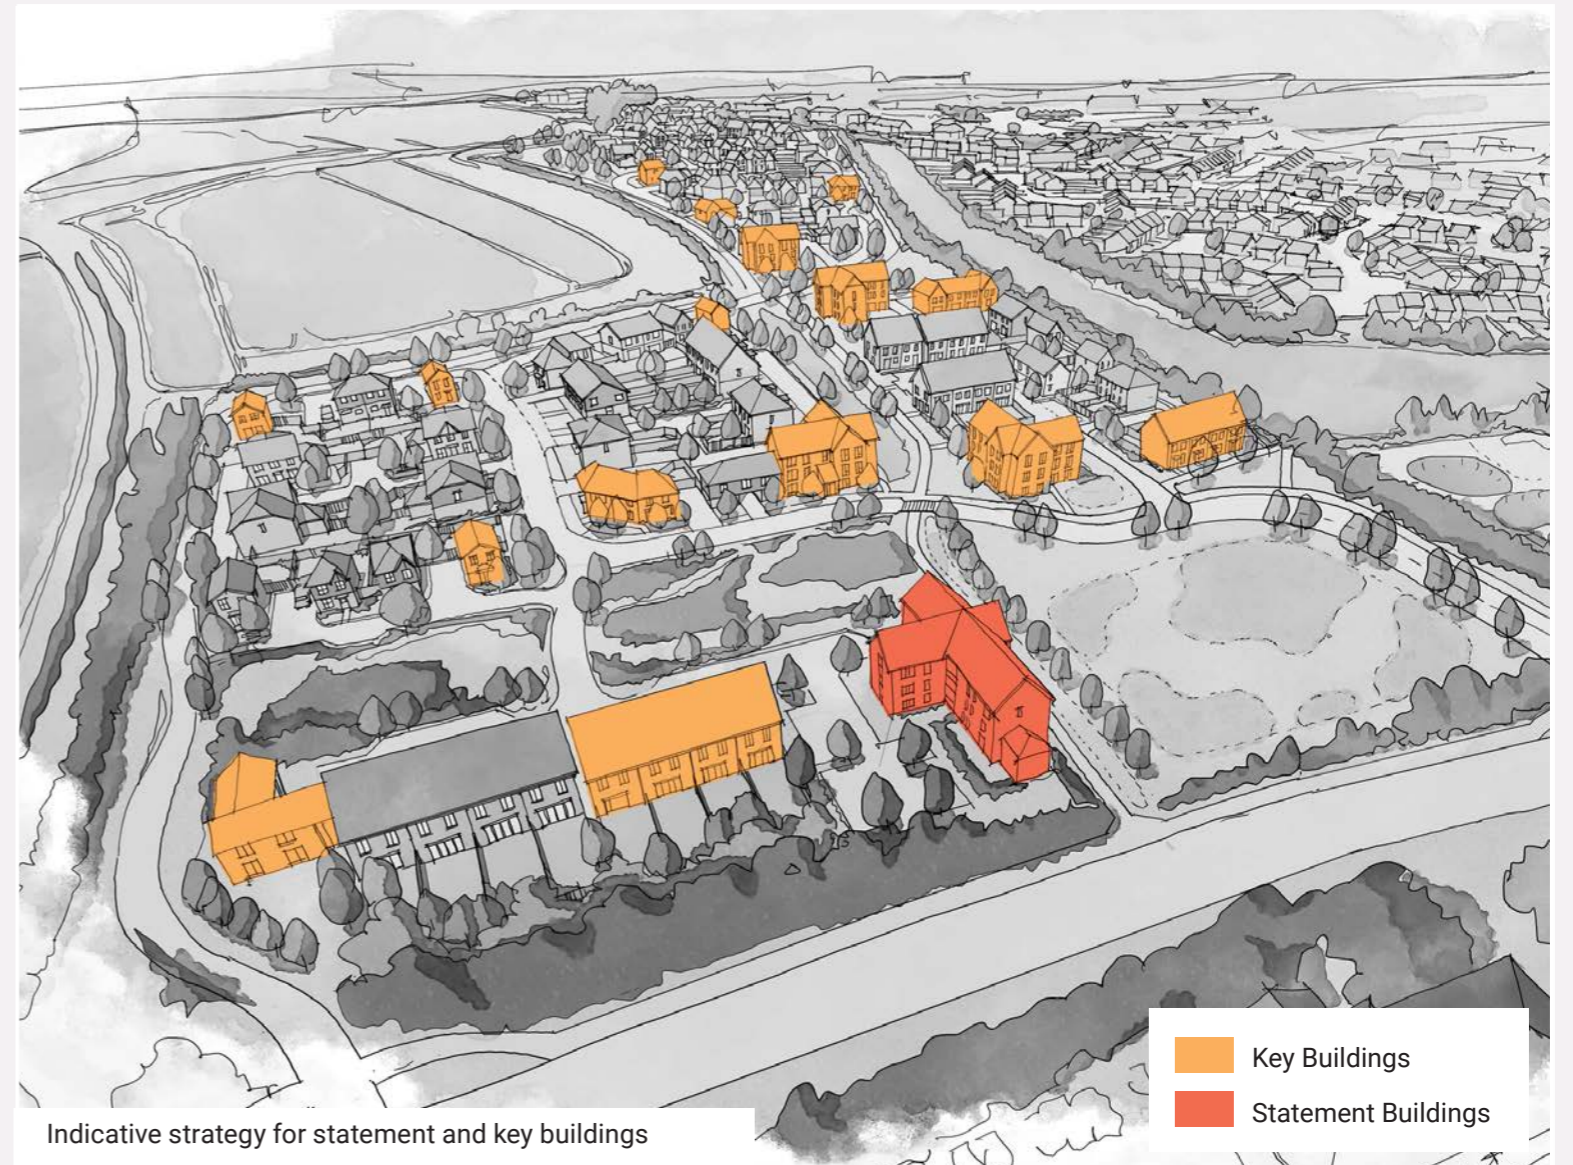 Key Buildings
Statement Buildings
Indicative strategy for statement and key buildings